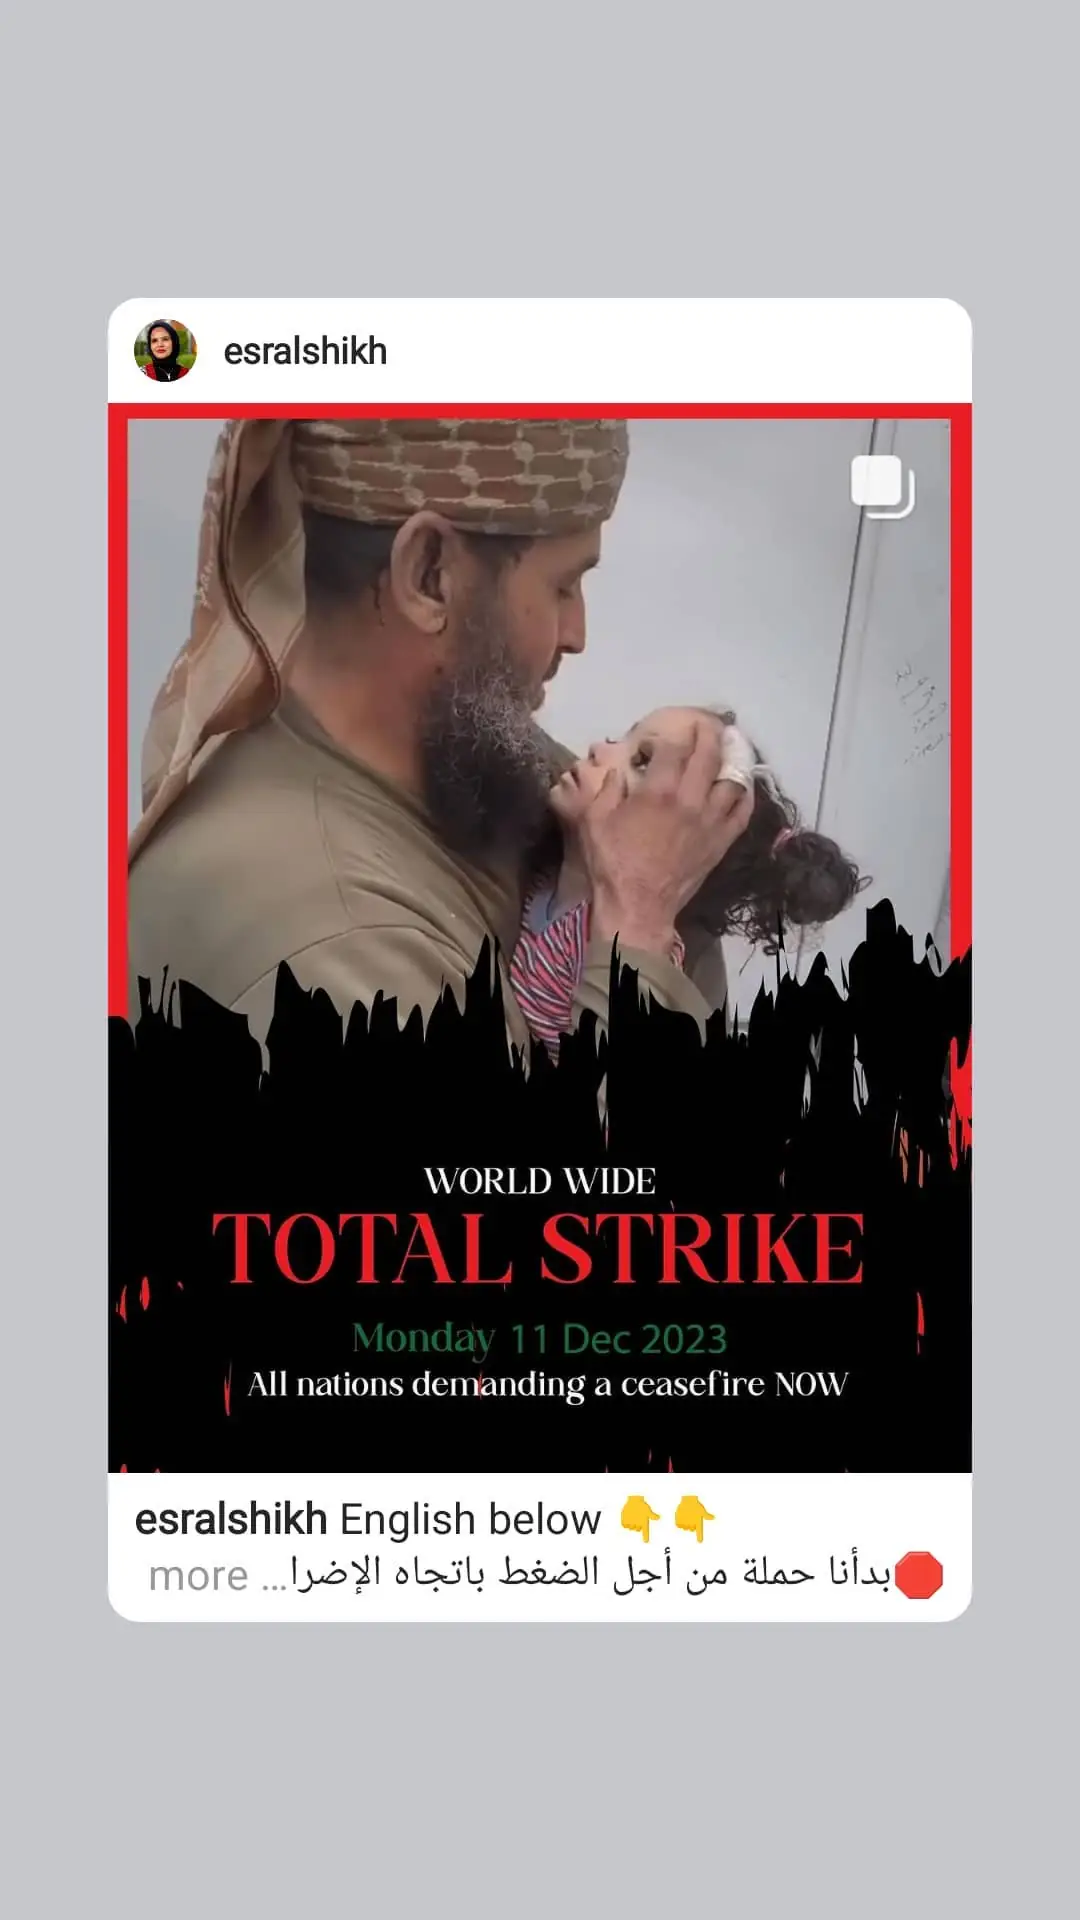 esralshikh
WORLD WIDE
TOTAL STRIKE
Monday 11 Dec 2023
All nations demanding a ceasefire NOW
esralshikh English below 👇👇
🛑بدأنا حملة من أجل الضغط باتجاه الإضرا... more